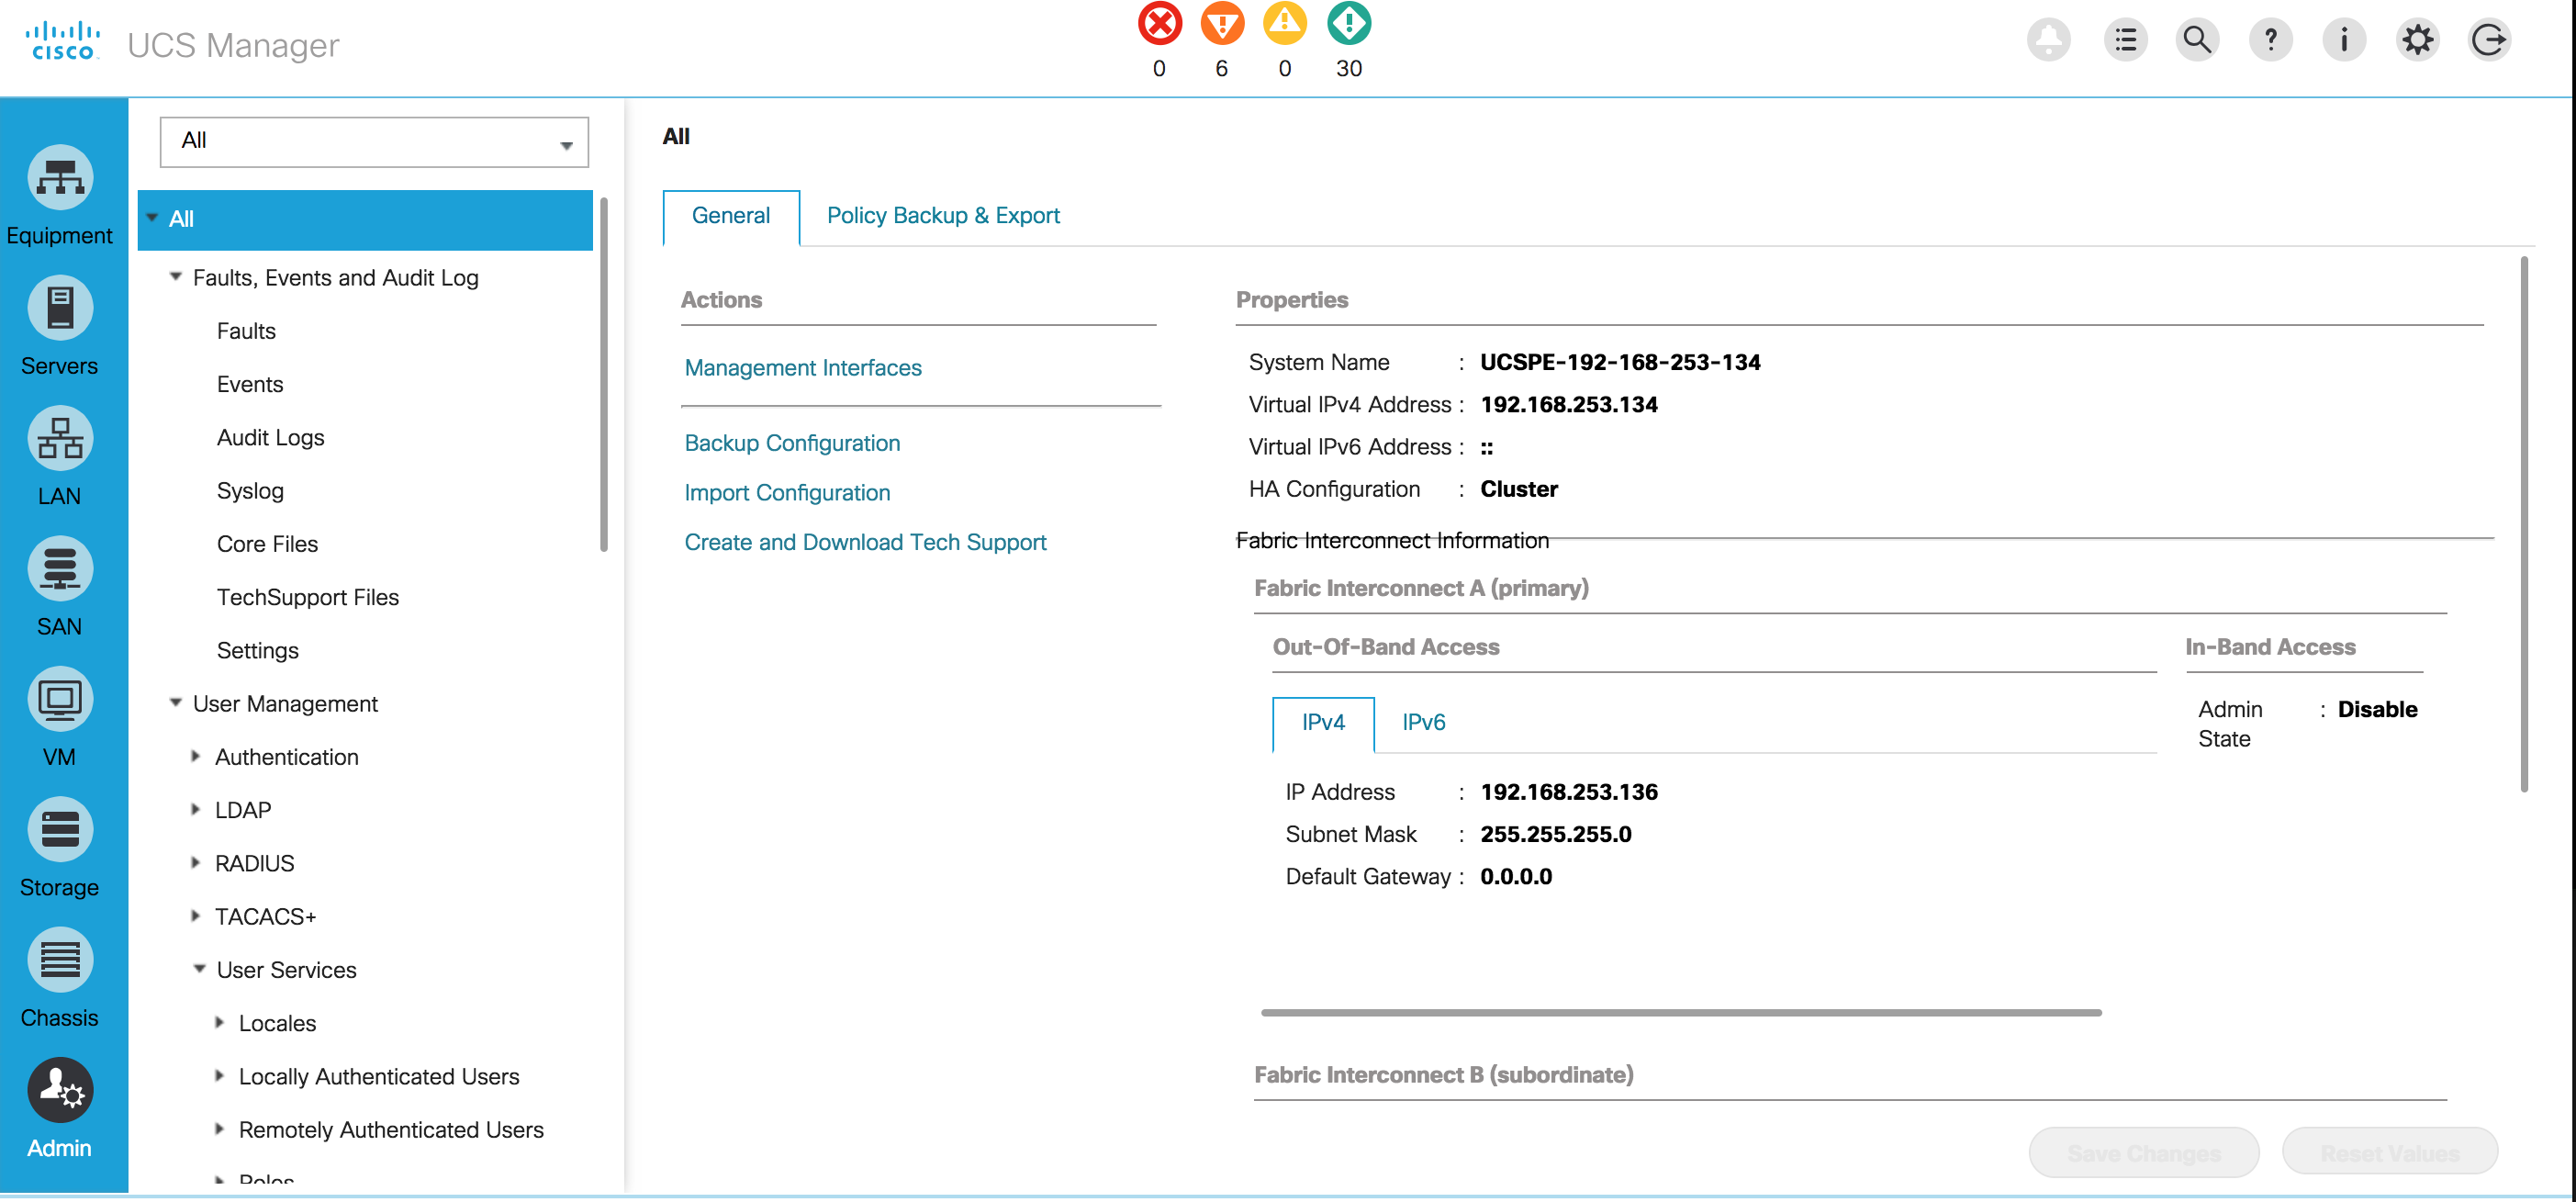 CISCO
UCS Manager
0 6 0 30
Equipment
Servers
LAN
SAN
VM
Storage
Chassis
Admin
All
All
Faults, Events and Audit Log
Faults
Events
Audit Logs
Syslog
Core Files
TechSupport Files
Settings
User Management
Authentication
LDAP
RADIUS
TACACS+
User Services
Locales
Locally Authenticated Users
Remotely Authenticated Users
Roles
All
General Policy Backup & Export
Actions
Management Interfaces
Backup Configuration
Import Configuration
Create and Download Tech Support
Properties
System Name : UCSPE-192-168-253-134
Virtual IPv4 Address : 192.168.253.134
Virtual IPv6 Address : ::
HA Configuration : Cluster
Fabric Interconnect Information
Fabric Interconnect A (primary)
Out-Of-Band Access
IPv4 IPv6
IP Address : 192.168.253.136
Subnet Mask : 255.255.255.0
Default Gateway : 0.0.0.0
In-Band Access
Admin State : Disable
Fabric Interconnect B (subordinate)
Save Changes Reset Values